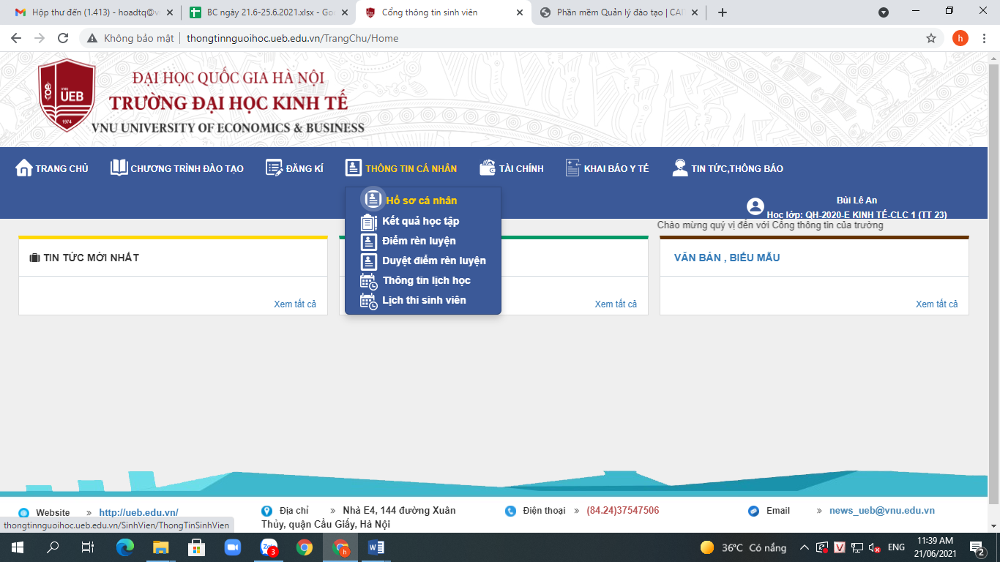 Hộp thư đến (1.413) - hoadtq@v
BC ngày 21.6-25.6.2021.xlsx - Go
Cổng thông tin sinh viên
Phần mềm Quản lý đào tạo | CAI
Không bảo mật
thongtinnguoihoc.ueb.edu.vn/TrangChu/Home
h
VNU
UEB
1974
ĐẠI HỌC QUỐC GIA HÀ NỘI
TRƯỜNG ĐẠI HỌC KINH TẾ
VNU UNIVERSITY OF ECONOMICS & BUSINESS
TRANG CHỦ
CHƯƠNG TRÌNH ĐÀO TẠO
ĐĂNG KÍ
THÔNG TIN CÁ NHÂN
TÀI CHÍNH
KHAI BÁO Y TẾ
TIN TỨC,THÔNG BÁO
Hồ sơ cá nhân
Kết quả học tập
Điểm rèn luyện
Duyệt điểm rèn luyện
Thông tin lịch học
Lịch thi sinh viên
Bùi Lê An
Học lớp: QH-2020-E KINH TẾ-CLC 1 (TT 23)
Chào mừng quý vị đến với Cổng thông tin của trường
TIN TỨC MỚI NHẤT
Xem tất cả
Xem tất cả
VĂN BẢN , BIỂU MẪU
Xem tất cả
Website » http://ueb.edu.vn/
Địa chỉ » Nhà E4, 144 đường Xuân
Thủy, quận Cầu Giấy, Hà Nội
Điện thoại » (84.24)37547506
Email » news_ueb@vnu.edu.vn
thongtinnguoihoc.ueb.edu.vn/SinhVien/ThongTinSinhVien
Zalo
3
h
36°C Có nắng
V
ENG
11:39 AM
21/06/2021
2